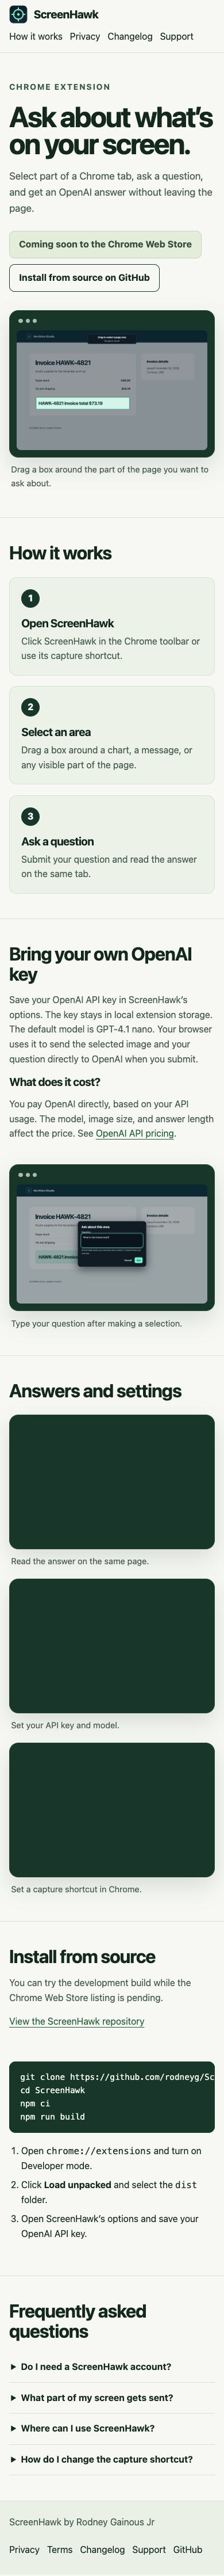 ScreenHawk
How it works Privacy Changelog Support
CHROME EXTENSION
Ask about what's
on your screen.
Select part of a Chrome tab, ask a question,
and get an OpenAI answer without leaving the
page.
Coming soon to the Chrome Web Store
Install from source on GitHub
Invoice HAWK-4821
Invoice details
HAWK-4821 invoice total $73.19
Drag a box around the part of the page you want to
ask about.
How it works
1
Open ScreenHawk
Click ScreenHawk in the Chrome toolbar or
use its capture shortcut.
2
Select an area
Drag a box around a chart, a message, or
any visible part of the page.
3
Ask a question
Submit your question and read the answer
on the same tab.
Bring your own OpenAI
key
Save your OpenAI API key in ScreenHawk's
options. The key stays in local extension storage.
The default model is GPT-4.1 nano. Your browser
uses it to send the selected image and your
question directly to OpenAI when you submit.
What does it cost?
You pay OpenAI directly, based on your API
usage. The model, image size, and answer length
affect the price. See OpenAI API pricing.
Ask about this area
Type your question after making a selection.
Answers and settings
Read the answer on the same page.
Set your API key and model.
Set a capture shortcut in Chrome.
Install from source
You can try the development build while the
Chrome Web Store listing is pending.
View the ScreenHawk repository
git clone https://github.com/rodneyg/Sc
cd ScreenHawk
npm ci
npm run build
1. Open chrome://extensions and turn on
Developer mode.
2. Click Load unpacked and select the dist
folder.
3. Open ScreenHawk's options and save your
OpenAI API key.
Frequently asked
questions
Do I need a ScreenHawk account?
What part of my screen gets sent?
Where can I use ScreenHawk?
How do I change the capture shortcut?
ScreenHawk by Rodney Gainous Jr
Privacy Terms Changelog Support GitHub